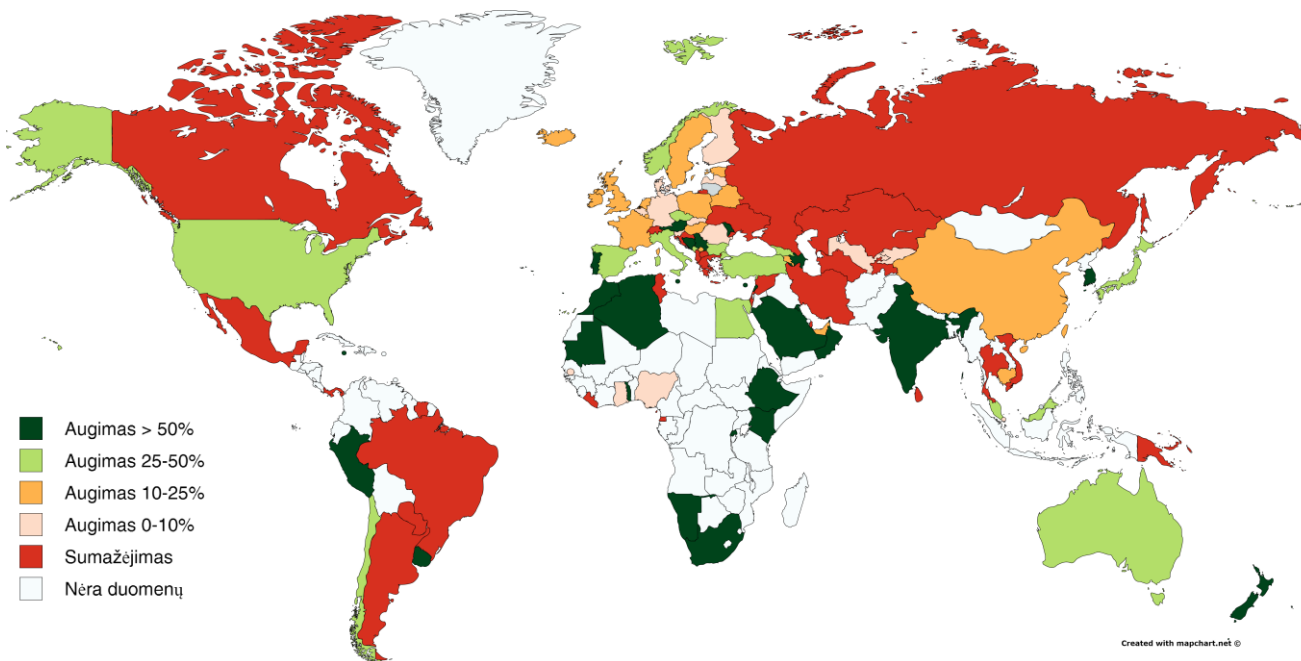 Augimas > 50%
Augimas 25-50%
Augimas 10-25%
Augimas 0-10%
Sumažėjimas
Nėra duomenų
Created with mapchart.net ©